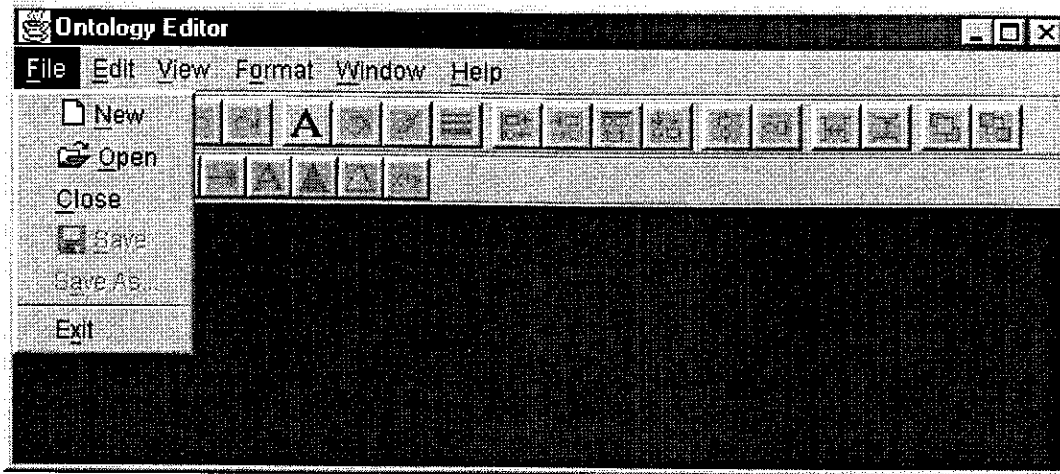 Ontology Editor
File Edit View Format Window Help
New
A
Open
A A
Close
Save
Save As...
Exit